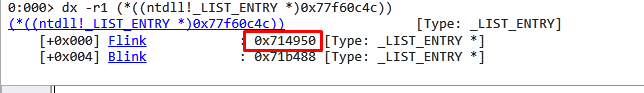 0:000> dx -r1 (*((ntdll!_LIST_ENTRY *)0x77f60c4c))
(*((ntdll!_LIST_ENTRY *)0x77f60c4c))                 [Type: _LIST_ENTRY]
    [+0x000] Flink            : 0x714950 [Type: _LIST_ENTRY *]
    [+0x004] Blink            : 0x71b488 [Type: _LIST_ENTRY *]